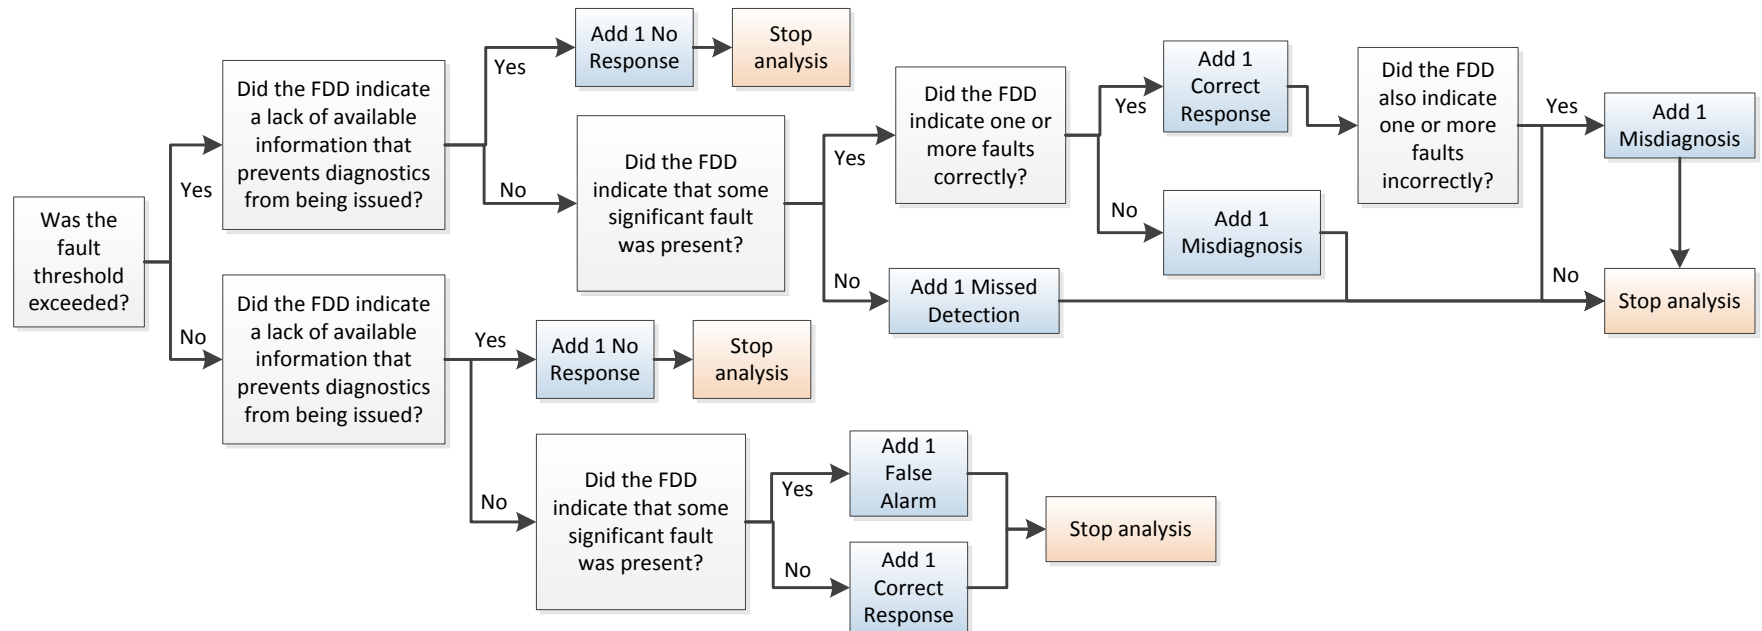 Was the
fault
threshold
exceeded?
Yes
No
Did the FDD indicate
a lack of available
information that
prevents diagnostics
from being issued?
Yes
No
Add 1 No
Response
Stop
analysis
Did the FDD
indicate that some
significant fault
was present?
Yes
No
Did the FDD
indicate one or
more faults
correctly?
Yes
No
Add 1
Correct
Response
Did the FDD
also indicate
one or more
faults
incorrectly?
Yes
No
Add 1
Misdiagnosis
Add 1
Misdiagnosis
Add 1 Missed
Detection
Stop analysis
Did the FDD indicate
a lack of available
information that
prevents diagnostics
from being issued?
Yes
No
Add 1 No
Response
Stop
analysis
Did the FDD
indicate that some
significant fault
was present?
Yes
No
Add 1
False
Alarm
Add 1
Correct
Response
Stop analysis